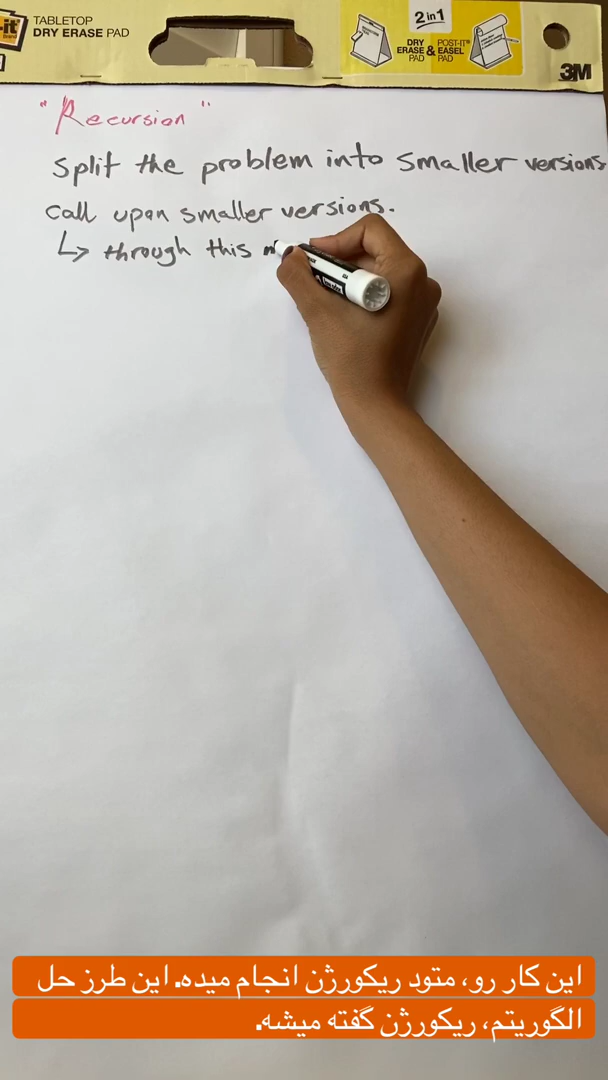 TABLETOP
DRY ERASE PAD
2 in 1
DRY ERASE PAD & POST-IT® EASEL PAD
3M
"Recursion"
Split the problem into smaller versions
call upon smaller versions.
↳ through this
این کار رو، متود ریکورژن انجام میده. این طرز حل
الگوریتم، ریکورژن گفته میشه.